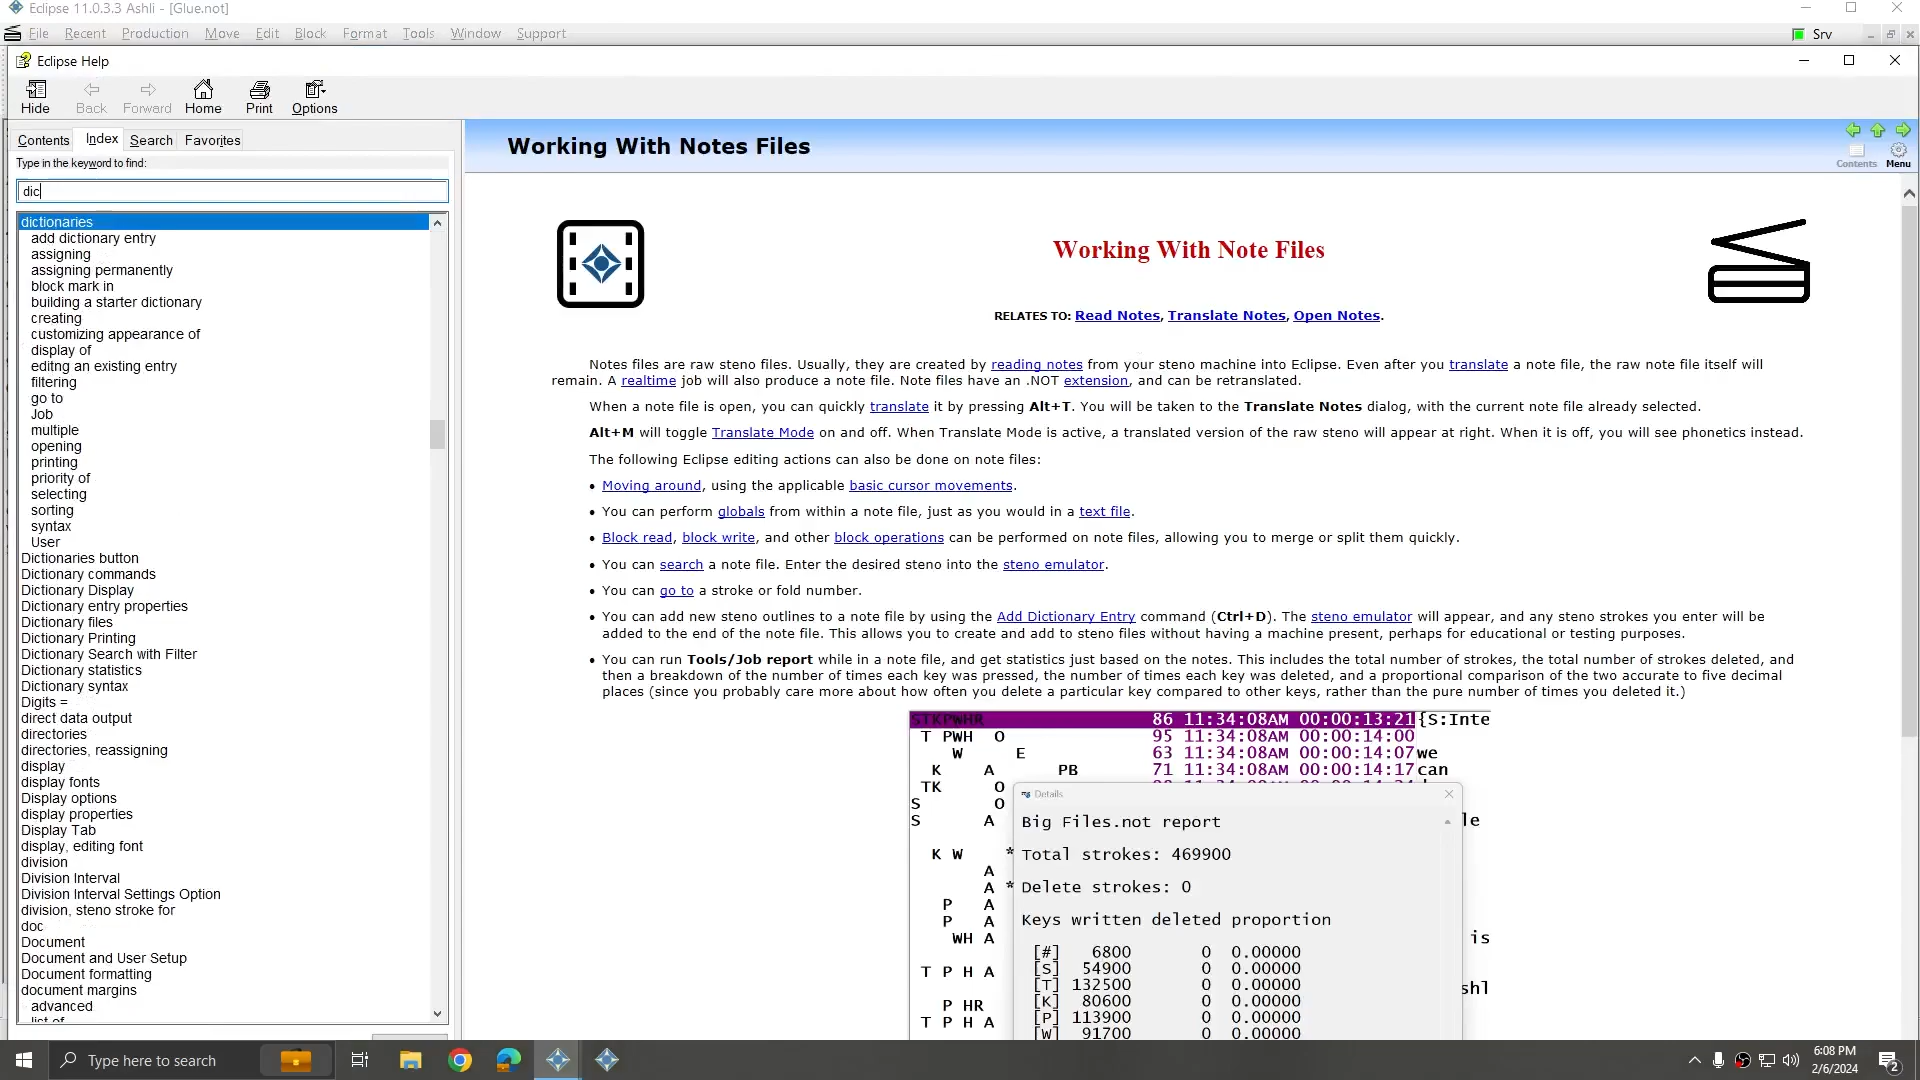 Eclipse 11.0.3.3 Ashli - [Glue.not]
File Recent Production Move Edit Block Format Tools Window Support
Srv
Eclipse Help
Hide Back Forward Home Print Options
Contents Index Search Favorites
Type in the keyword to find:
dic
dictionaries
add dictionary entry
assigning
assigning permanently
block mark in
building a starter dictionary
creating
customizing appearance of
display of
editng an existing entry
filtering
go to
Job
multiple
opening
printing
priority of
selecting
sorting
syntax
User
Dictionaries button
Dictionary commands
Dictionary Display
Dictionary entry properties
Dictionary files
Dictionary Printing
Dictionary Search with Filter
Dictionary statistics
Dictionary syntax
Digits =
direct data output
directories
directories, reassigning
display
display fonts
Display options
display properties
Display Tab
display, editing font
division
Division Interval
Division Interval Settings Option
division, steno stroke for
doc
Document
Document and User Setup
Document formatting
document margins
advanced
list of
Working With Notes Files
Contents Menu
Working With Note Files
RELATES TO: Read Notes, Translate Notes, Open Notes.
Notes files are raw steno files. Usually, they are created by reading notes from your steno machine into Eclipse. Even after you translate a note file, the raw note file itself will
remain. A realtime job will also produce a note file. Note files have an .NOT extension, and can be retranslated.
When a note file is open, you can quickly translate it by pressing Alt+T. You will be taken to the Translate Notes dialog, with the current note file already selected.
Alt+M will toggle Translate Mode on and off. When Translate Mode is active, a translated version of the raw steno will appear at right. When it is off, you will see phonetics instead.
The following Eclipse editing actions can also be done on note files:
• Moving around, using the applicable basic cursor movements.
• You can perform globals from within a note file, just as you would in a text file.
• Block read, block write, and other block operations can be performed on note files, allowing you to merge or split them quickly.
• You can search a note file. Enter the desired steno into the steno emulator.
• You can go to a stroke or fold number.
• You can add new steno outlines to a note file by using the Add Dictionary Entry command (Ctrl+D). The steno emulator will appear, and any steno strokes you enter will be
added to the end of the note file. This allows you to create and add to steno files without having a machine present, perhaps for educational or testing purposes.
• You can run Tools/Job report while in a note file, and get statistics just based on the notes. This includes the total number of strokes, the total number of strokes deleted, and
then a breakdown of the number of times each key was pressed, the number of times each key was deleted, and a proportional comparison of the two accurate to five decimal
places (since you probably care more about how often you delete a particular key compared to other keys, rather than the pure number of times you deleted it.)
STKPWHR 86 11:34:08AM 00:00:13:21 {S:Inte
T PWH O 95 11:34:08AM 00:00:14:00
W E 63 11:34:08AM 00:00:14:07 we
K A PB 71 11:34:08AM 00:00:14:17 can
TK O
S O
S A le
K W *
A
A *
P A
P A
WH A is
T P H A
shl
P HR
T P H A
Details
Big Files.not report
Total strokes: 469900
Delete strokes: 0
Keys written deleted proportion
[#] 6800 0 0.00000
[S] 54900 0 0.00000
[T] 132500 0 0.00000
[K] 80600 0 0.00000
[P] 113900 0 0.00000
[W] 91700 0 0.00000
Type here to search
6:08 PM
2/6/2024
2